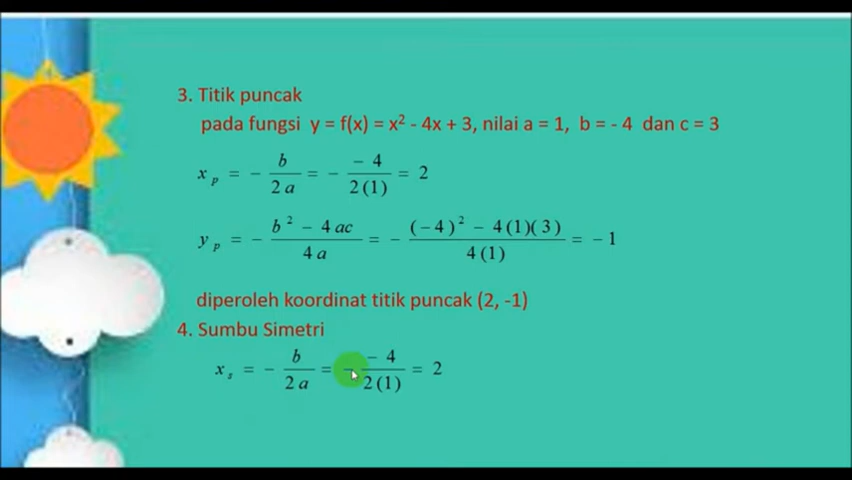 3. Titik puncak
pada fungsi y = f(x) = x² - 4x + 3, nilai a = 1, b = - 4 dan c = 3
x_p = - b / 2a = - -4 / 2(1) = 2
y_p = - b² - 4ac / 4a = - (-4)² - 4(1)(3) / 4(1) = -1
diperoleh koordinat titik puncak (2, -1)
4. Sumbu Simetri
x_s = - b / 2a = - -4 / 2(1) = 2